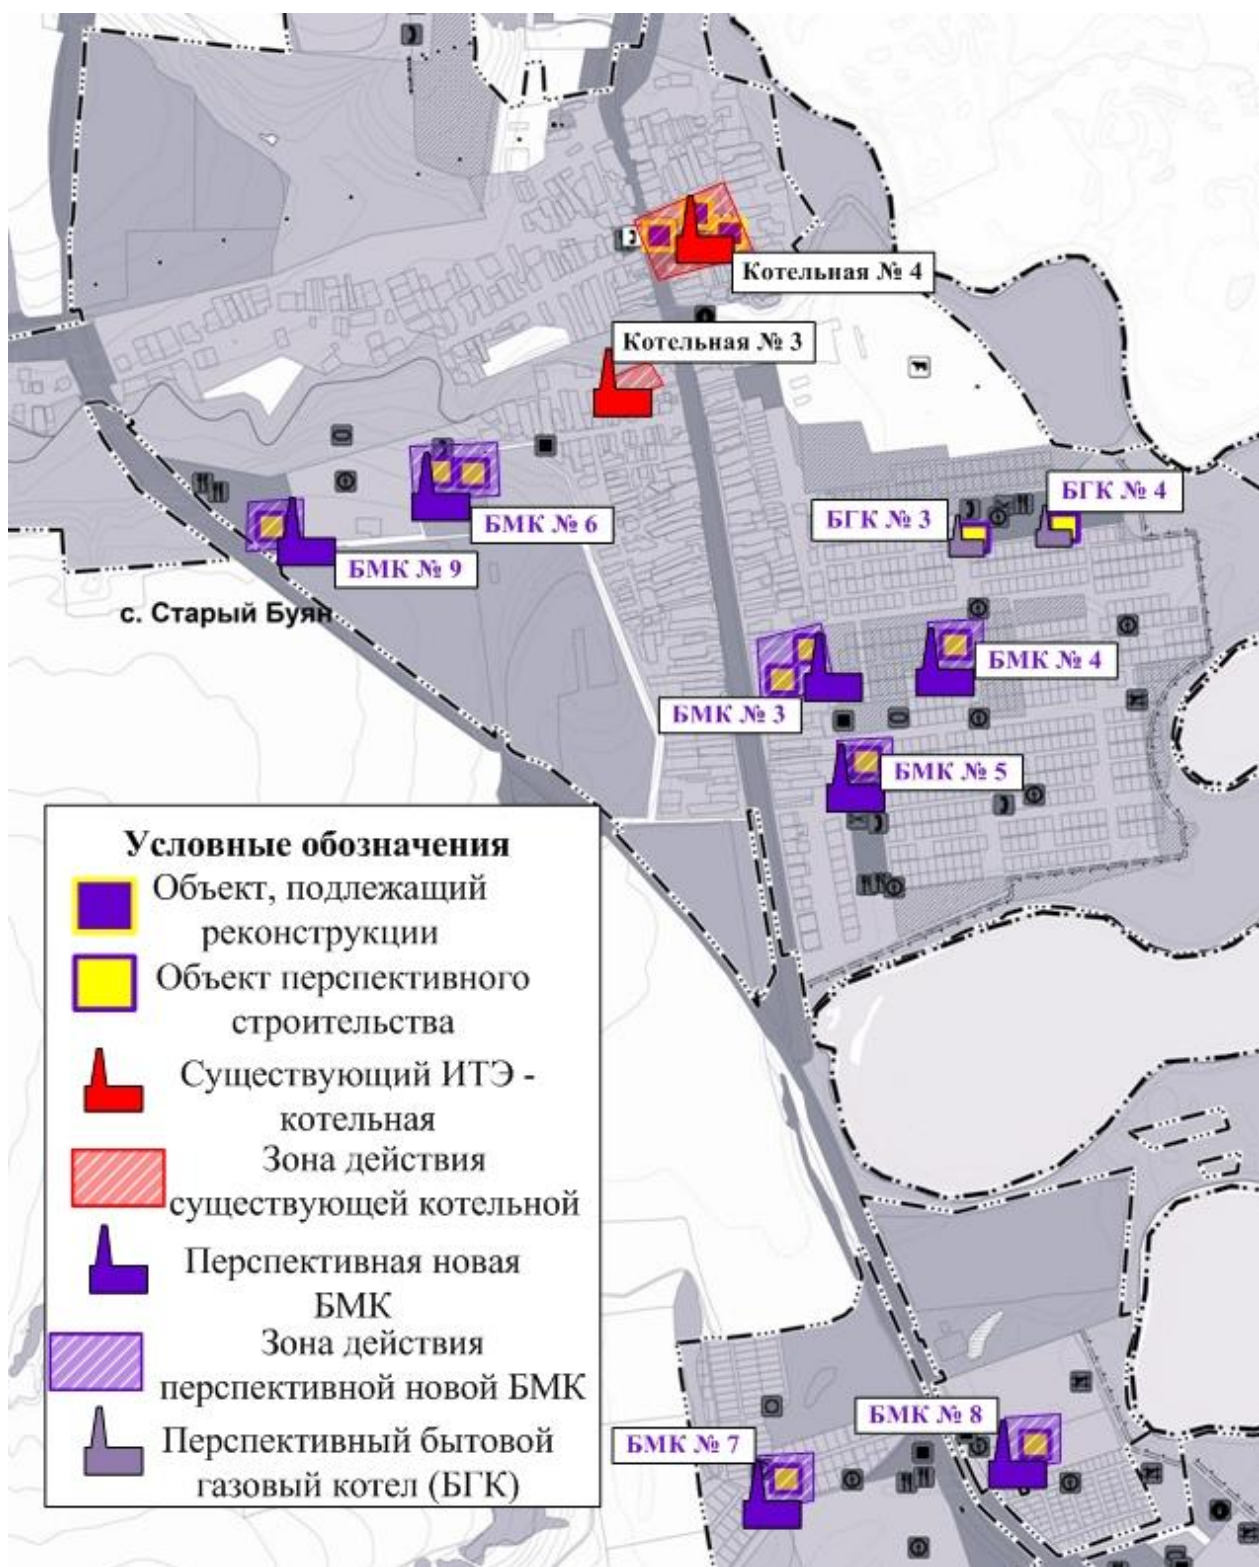 Котельная № 4
Котельная № 3
БГК № 4
БГК № 3
БМК № 6
БМК № 9
с. Старый Буян
БМК № 4
БМК № 3
БМК № 5
Условные обозначения
Объект, подлежащий
реконструкции
Объект перспективного
строительства
Существующий ИТЭ -
котельная
Зона действия
существующей котельной
Перспективная новая
БМК
Зона действия
перспективной новой БМК
Перспективный бытовой
газовый котел (БГК)
БМК № 8
БМК № 7